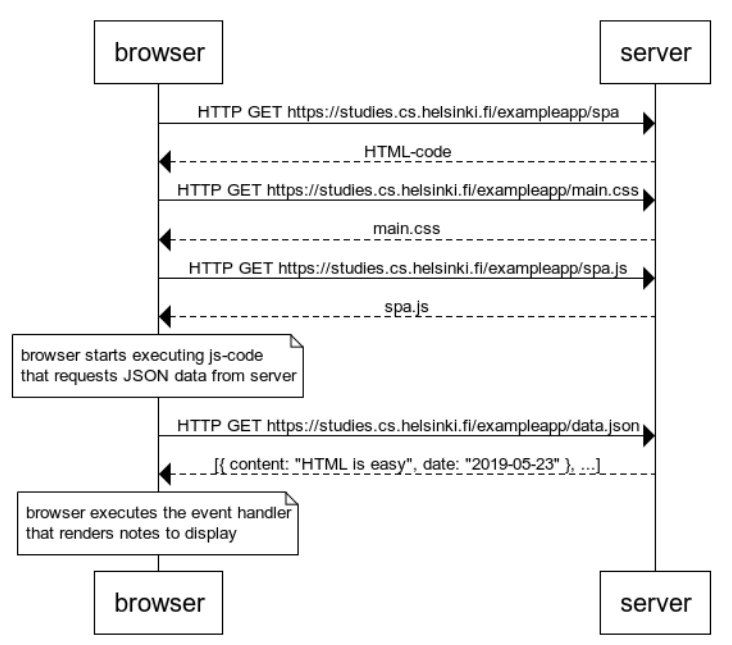 browser
server
HTTP GET https://studies.cs.helsinki.fi/exampleapp/spa
HTML-code
HTTP GET https://studies.cs.helsinki.fi/exampleapp/main.css
main.css
HTTP GET https://studies.cs.helsinki.fi/exampleapp/spa.js
spa.js
browser starts executing js-code
that requests JSON data from server
HTTP GET https://studies.cs.helsinki.fi/exampleapp/data.json
[{ content: "HTML is easy", date: "2019-05-23" }, ...]
browser executes the event handler
that renders notes to display
browser
server